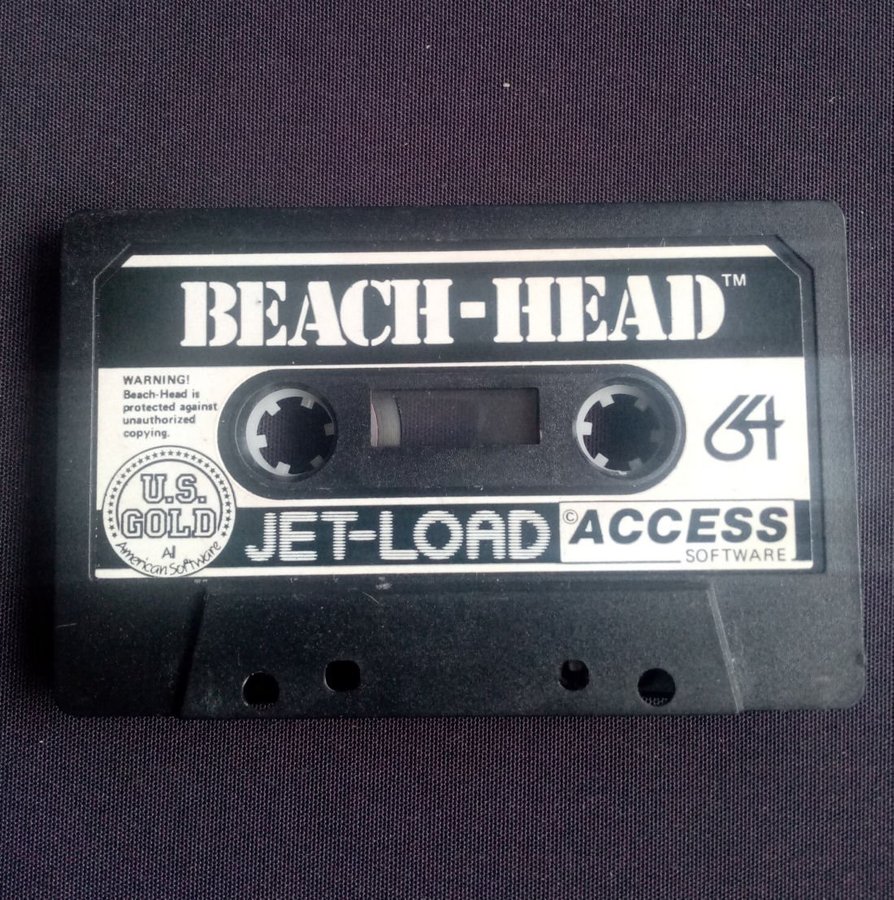 BEACH-HEAD™
WARNING!
Beach-Head is
protected against
unauthorized
copying.
64
U.S.
GOLD
All
American Software
JET-LOAD
© ACCESS
SOFTWARE